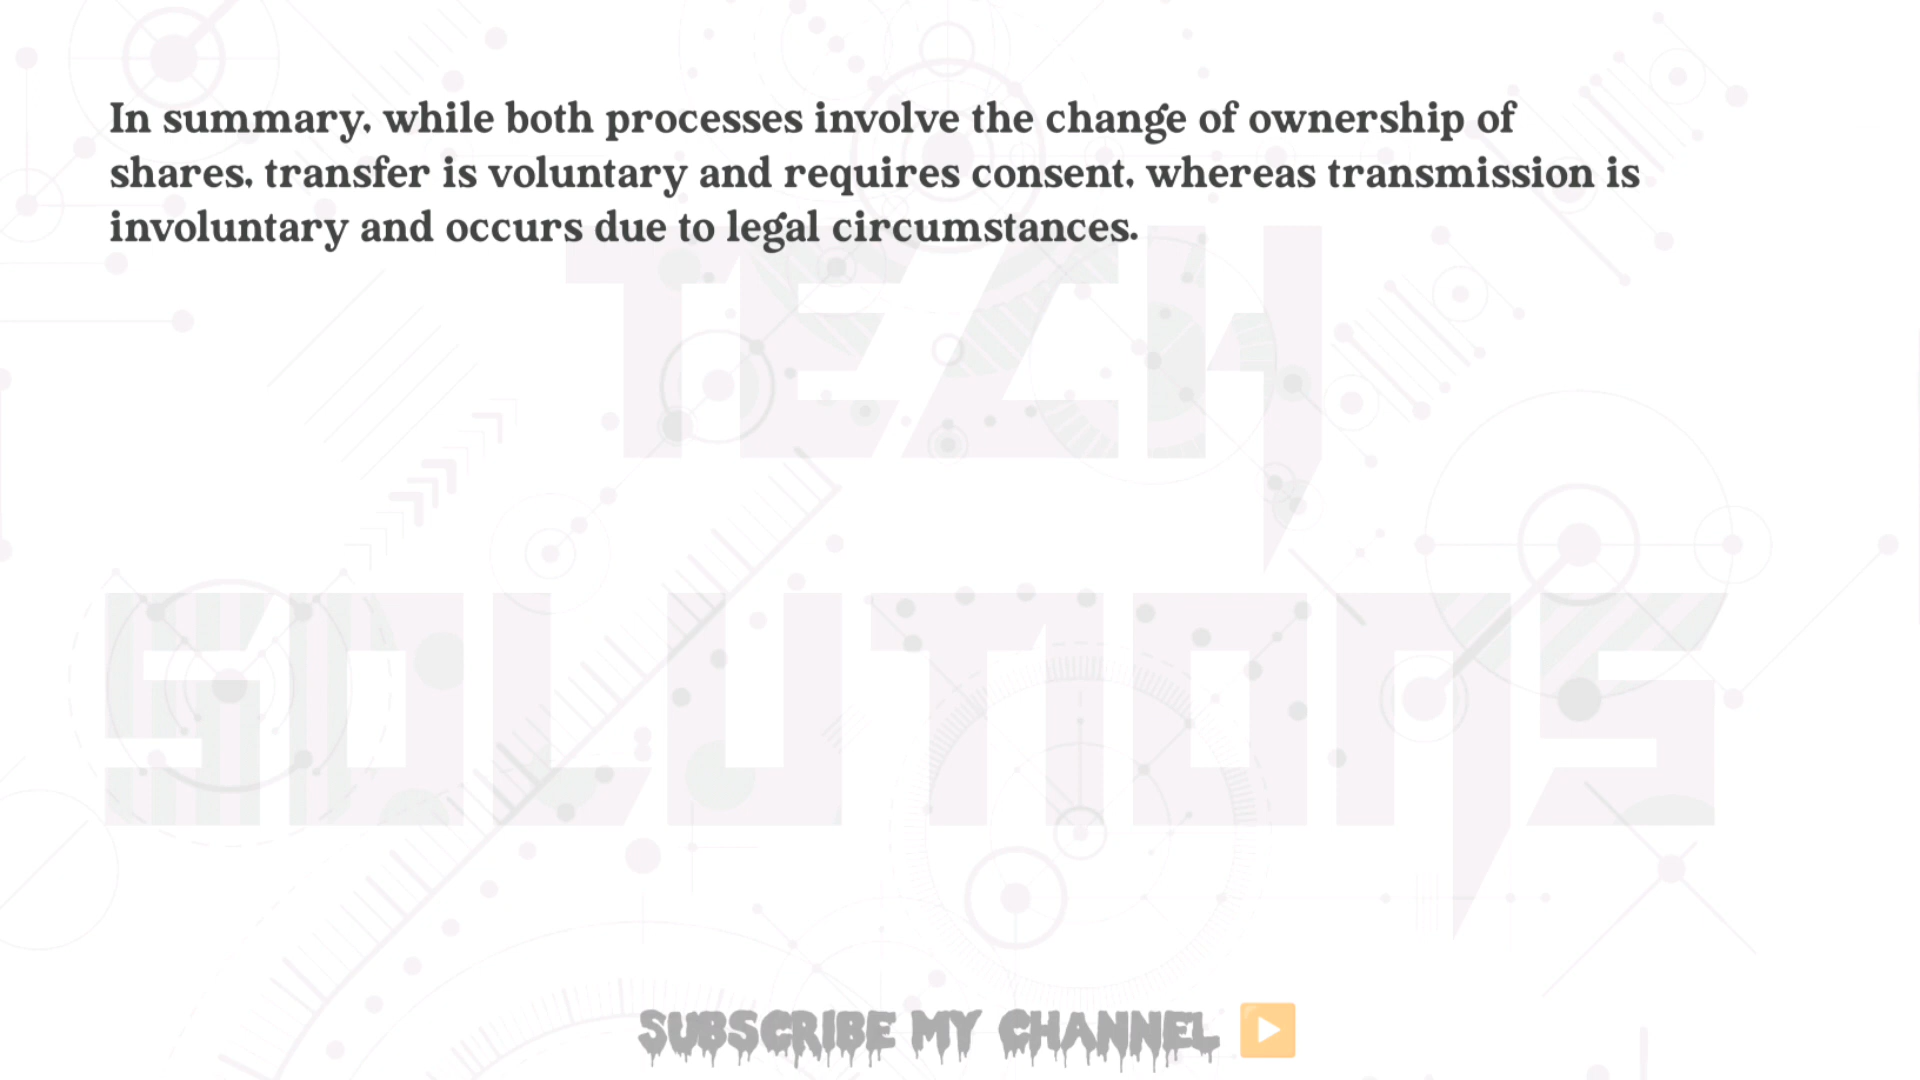 In summary, while both processes involve the change of ownership of
shares, transfer is voluntary and requires consent, whereas transmission is
involuntary and occurs due to legal circumstances.
TECH
SOLUTIONS
SUBSCRIBE MY CHANNEL